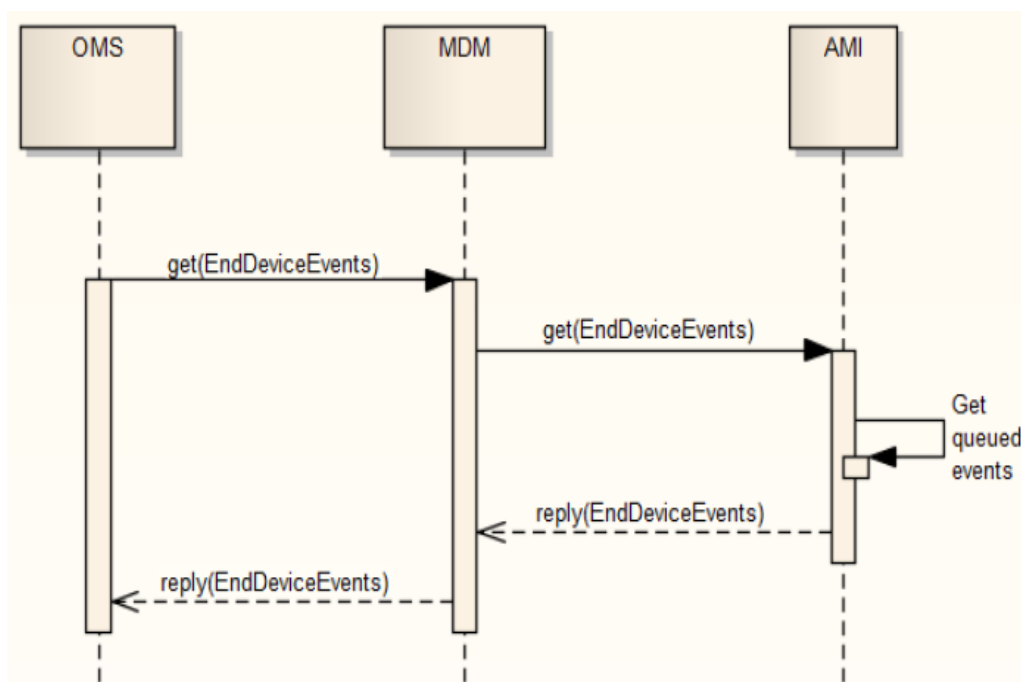 OMS
MDM
AMI
get(EndDeviceEvents)
get(EndDeviceEvents)
Get
queued
events
reply(EndDeviceEvents)
reply(EndDeviceEvents)